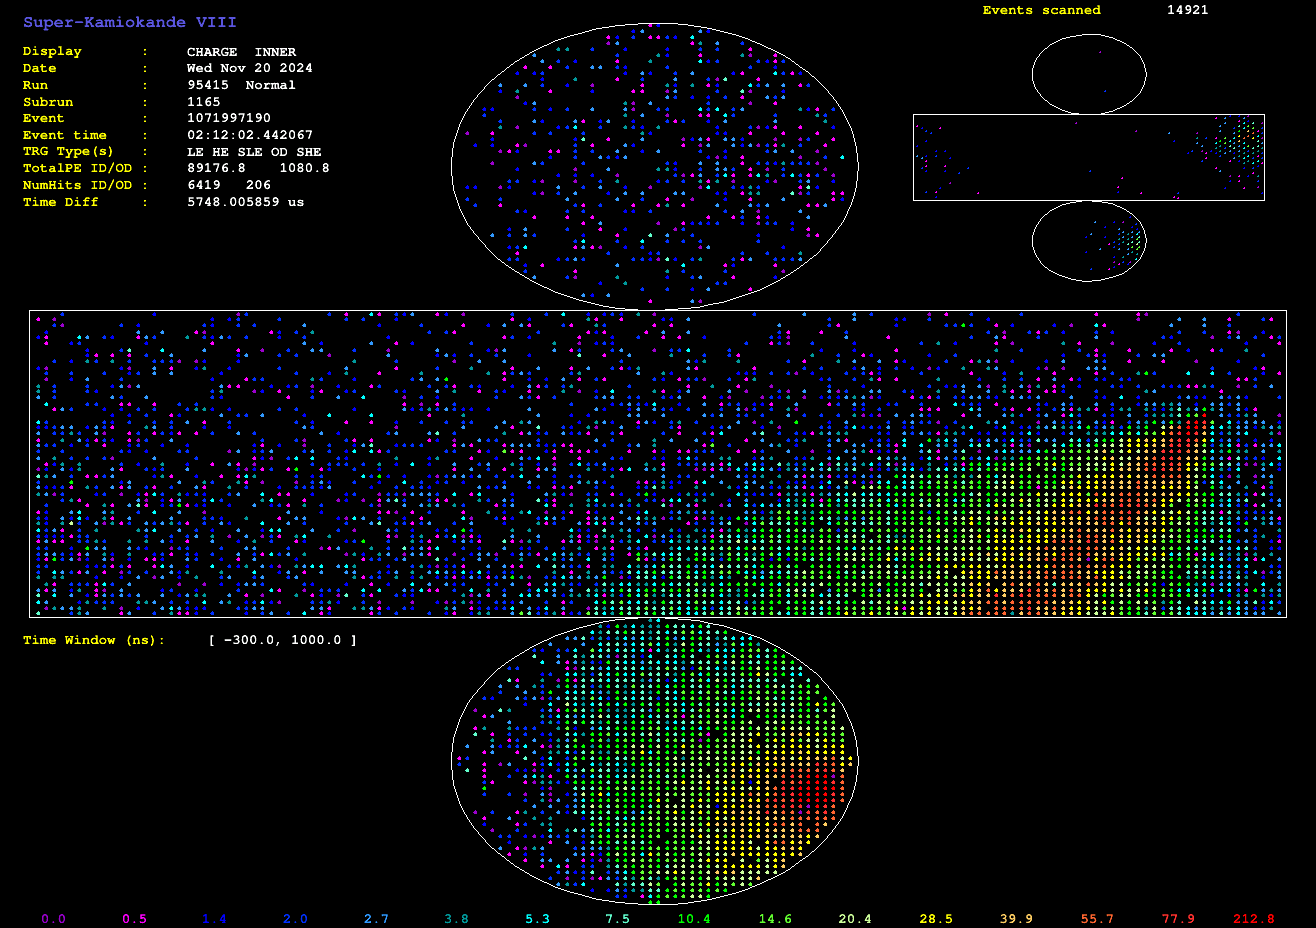 Super-Kamiokande VIII
Events scanned 14921
Display : CHARGE INNER
Date : Wed Nov 20 2024
Run : 95415 Normal
Subrun : 1165
Event : 1071997190
Event time : 02:12:02.442067
TRG Type(s) : LE HE SLE OD SHE
TotalPE ID/OD : 89176.8 1080.8
NumHits ID/OD : 6419 206
Time Diff : 5748.005859 us
Time Window (ns): [ -300.0, 1000.0 ]
0.0 0.5 1.4 2.0 2.7 3.8 5.3 7.5 10.4 14.6 20.4 28.5 39.9 55.7 77.9 212.8